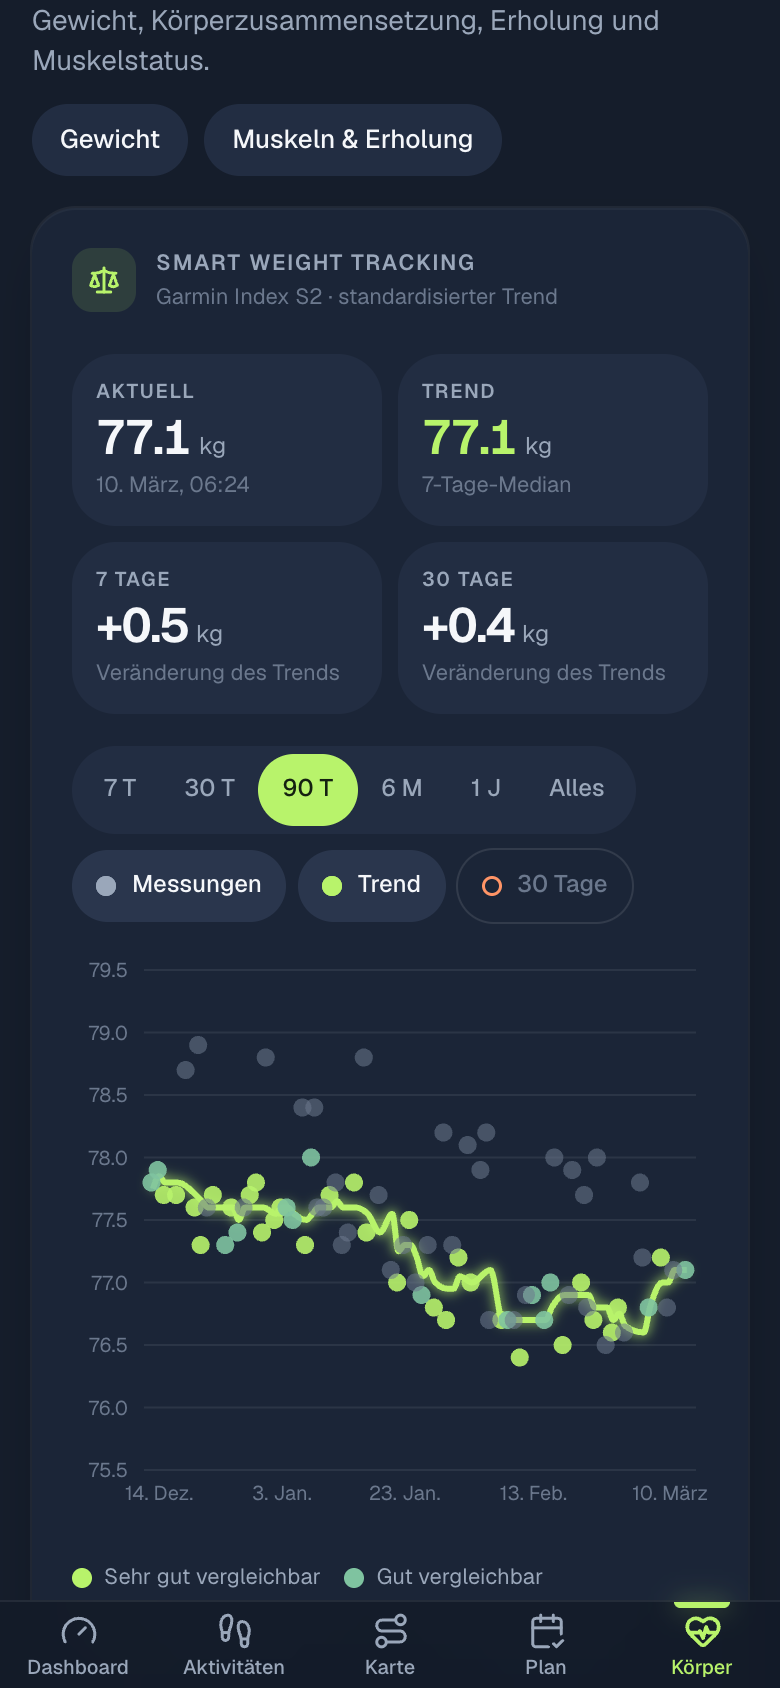 Gewicht, Körperzusammensetzung, Erholung und
Muskelstatus.
Gewicht
Muskeln & Erholung
SMART WEIGHT TRACKING
Garmin Index S2 · standardisierter Trend
AKTUELL
77.1 kg
10. März, 06:24
TREND
77.1 kg
7-Tage-Median
7 TAGE
+0.5 kg
Veränderung des Trends
30 TAGE
+0.4 kg
Veränderung des Trends
7 T
30 T
90 T
6 M
1 J
Alles
Messungen
Trend
30 Tage
79.5
79.0
78.5
78.0
77.5
77.0
76.5
76.0
75.5
14. Dez.
3. Jan.
23. Jan.
13. Feb.
10. März
Sehr gut vergleichbar
Gut vergleichbar
Dashboard
Aktivitäten
Karte
Plan
Körper